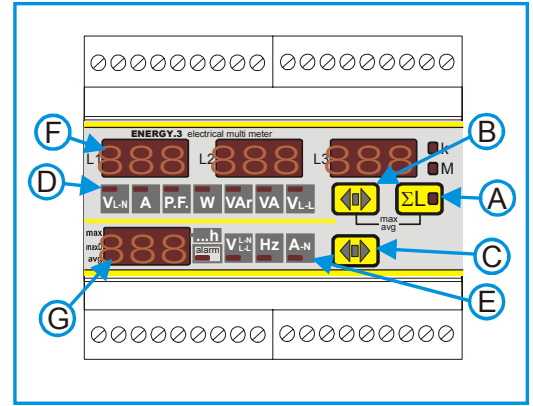 F
B
ENERGY.3 electrical multi meter
L1 888 L2 888 L3 888 k
M
D
A
VL-N A P.F. W VAr VA VL-L
ΣL
max
avg
max
maxD
avg
888
...h
alarm
V L-N L-L
Hz
A-N
C
E
G